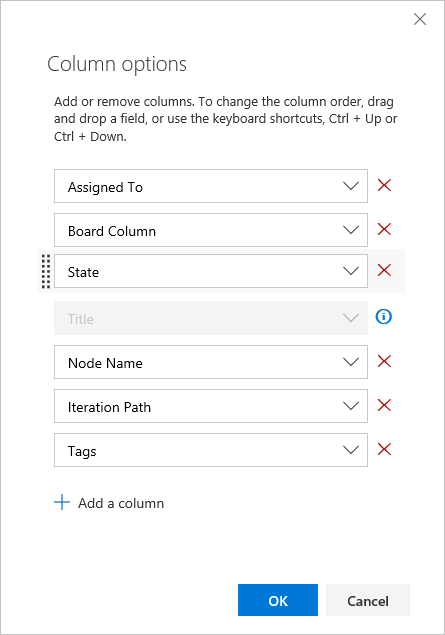 Column options
Add or remove columns. To change the column order, drag
and drop a field, or use the keyboard shortcuts, Ctrl + Up or
Ctrl + Down.
Assigned To
Board Column
State
Title
Node Name
Iteration Path
Tags
Add a column
OK
Cancel